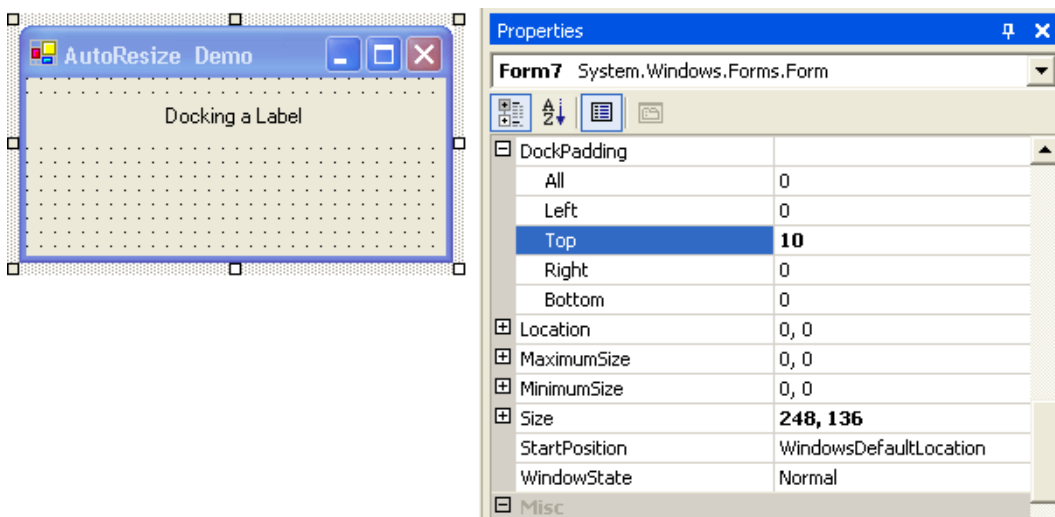 AutoResize Demo
Docking a Label
Properties
Form7 System.Windows.Forms.Form
DockPadding
All 0
Left 0
Top 10
Right 0
Bottom 0
Location 0, 0
MaximumSize 0, 0
MinimumSize 0, 0
Size 248, 136
StartPosition WindowsDefaultLocation
WindowState Normal
Misc